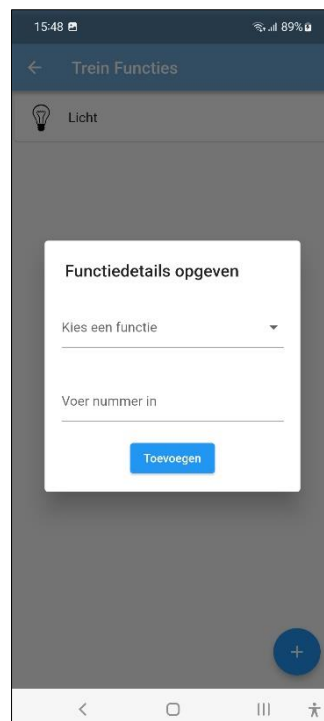 15:48 89%
Trein Functies
Licht
Functiedetails opgeven
Kies een functie
Voer nummer in
Toevoegen
+